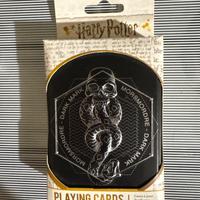 Harry Potter
MORSMORDRE · DARK MARK
MORSMORDRE · DARK MARK
PLAYING CARDS